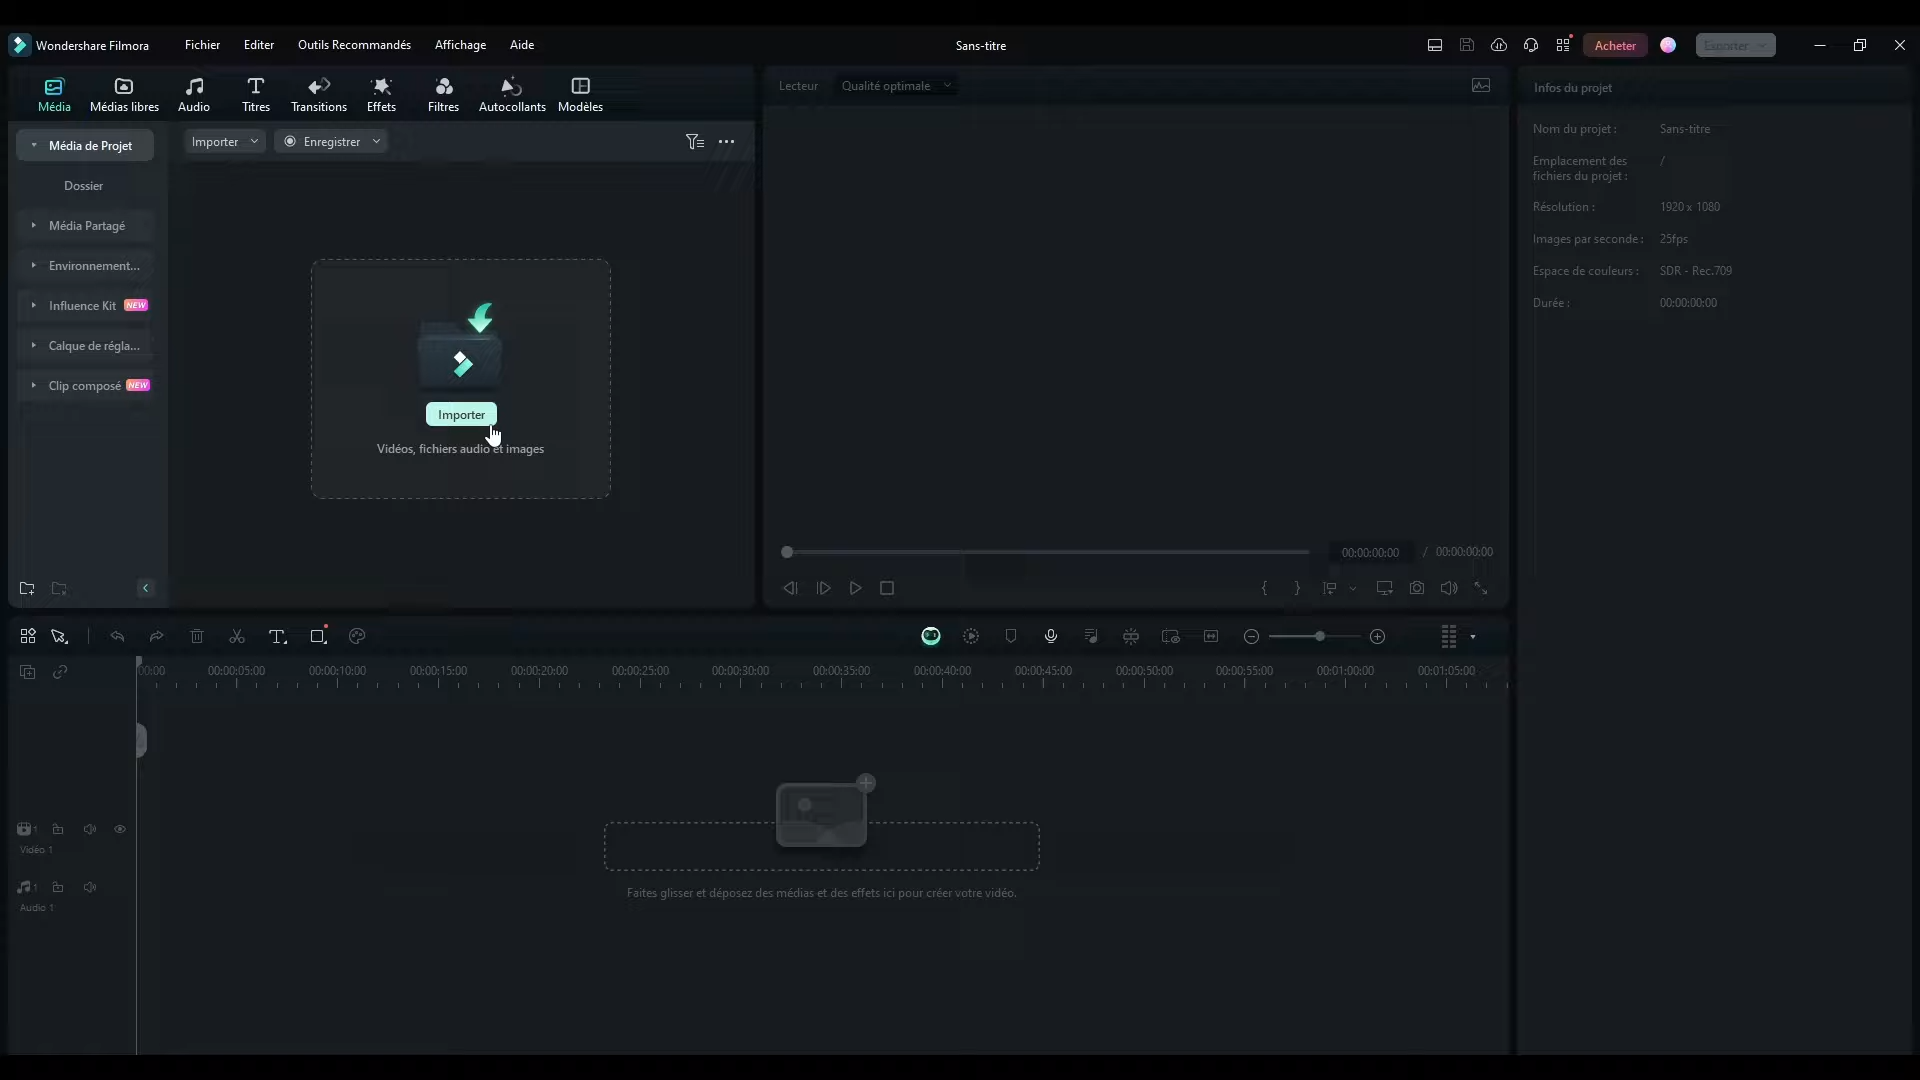 Wondershare Filmora
Fichier
Editer
Outils Recommandés
Affichage
Aide
Sans-titre
Acheter
Exporter
Média
Médias libres
Audio
Titres
Transitions
Effets
Filtres
Autocollants
Modèles
Lecteur
Qualité optimale
Infos du projet
Média de Projet
Importer
Enregistrer
Dossier
Média Partagé
Environnement...
Influence Kit NEW
Calque de régla...
Clip composé NEW
Importer
Vidéos, fichiers audio et images
Nom du projet :
Sans-titre
Emplacement des
fichiers du projet :
/
Résolution :
1920 x 1080
Images par seconde :
25fps
Espace de couleurs :
SDR - Rec.709
Durée :
00:00:00:00
00:00:00:00 / 00:00:00:00
00:00
00:00:05:00
00:00:10:00
00:00:15:00
00:00:20:00
00:00:25:00
00:00:30:00
00:00:35:00
00:00:40:00
00:00:45:00
00:00:50:00
00:00:55:00
00:01:00:00
00:01:05:00
1
Vidéo 1
1
Audio 1
Faites glisser et déposez des médias et des effets ici pour créer votre vidéo.